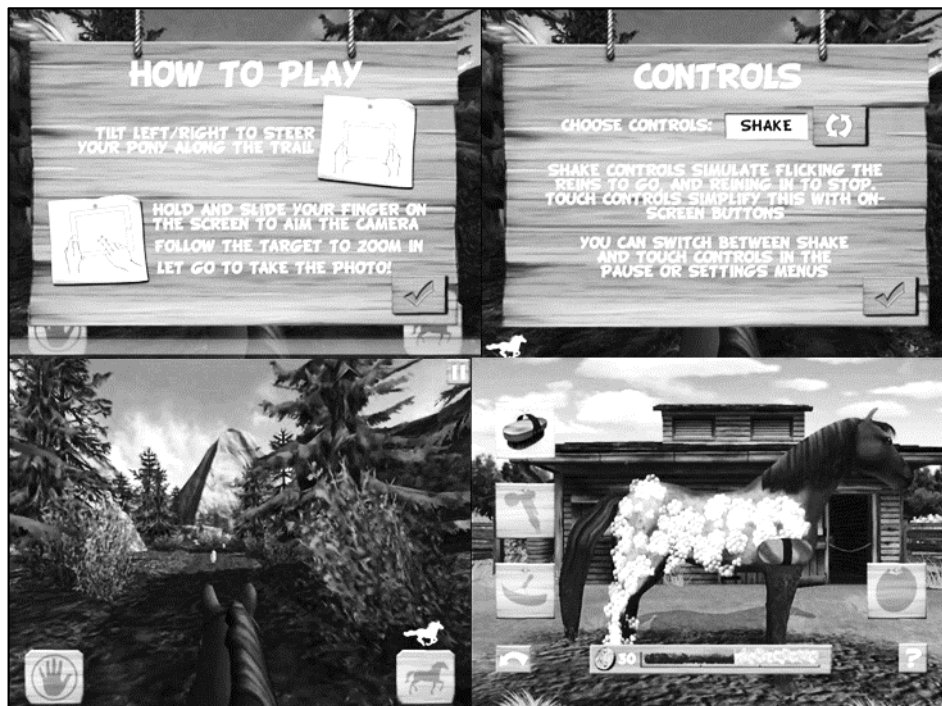 HOW TO PLAY
TILT LEFT/RIGHT TO STEER
YOUR PONY ALONG THE TRAIL
HOLD AND SLIDE YOUR FINGER ON
THE SCREEN TO AIM THE CAMERA
FOLLOW THE TARGET TO ZOOM IN
LET GO TO TAKE THE PHOTO!
CONTROLS
CHOOSE CONTROLS: SHAKE
SHAKE CONTROLS SIMULATE FLICKING THE
REINS TO GO, AND REINING IN TO STOP.
TOUCH CONTROLS SIMPLIFY THIS WITH ON-
SCREEN BUTTONS
YOU CAN SWITCH BETWEEN SHAKE
AND TOUCH CONTROLS IN THE
PAUSE OR SETTINGS MENUS
50
?